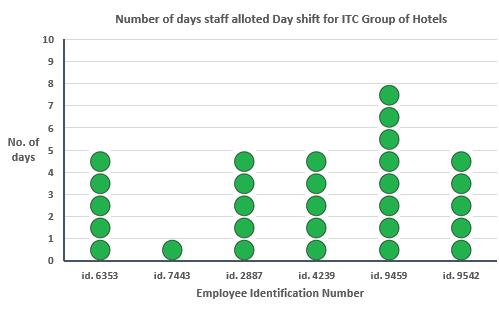 Number of days staff alloted Day shift for ITC Group of Hotels
10
9
8
7
6
5
4
3
2
1
0
No. of
days
id. 6353 id. 7443 id. 2887 id. 4239 id. 9459 id. 9542
Employee Identification Number